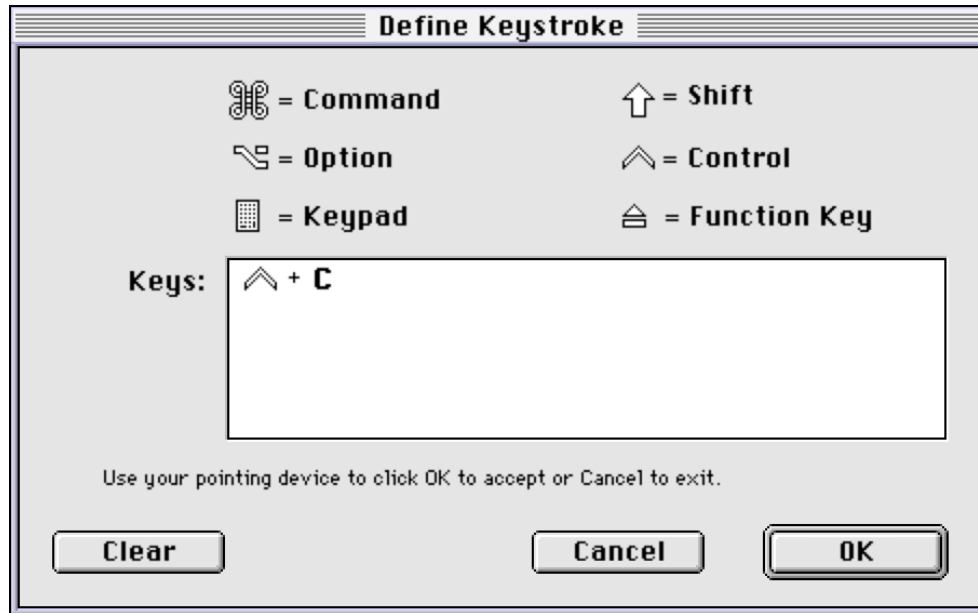 Define Keystroke
⌘ = Command
⇧ = Shift
⌥ = Option
⌃ = Control
= Keypad
⏏ = Function Key
Keys: ⌃ + C
Use your pointing device to click OK to accept or Cancel to exit.
Clear
Cancel
OK